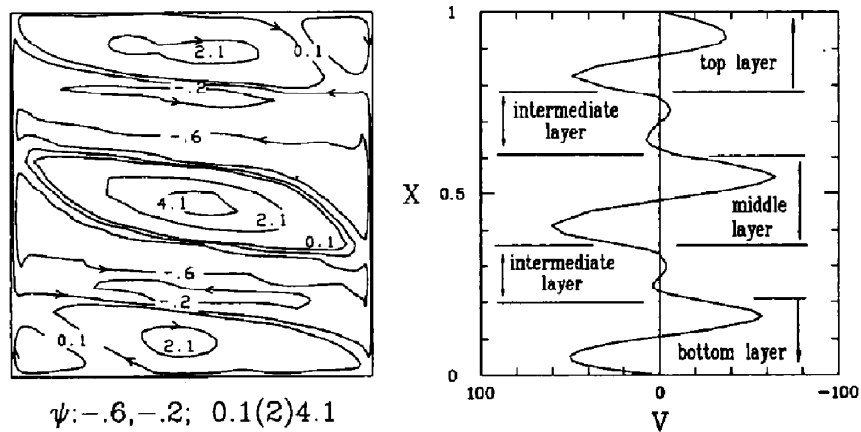 2.1
0.1
-.2
-.6
4.1
2.1
0.1
-.6
-.2
0.1
2.1
ψ:-.6,-.2; 0.1(2)4.1
1
top layer
intermediate
layer
X
0.5
middle
layer
intermediate
layer
bottom layer
0
100
0
-100
V